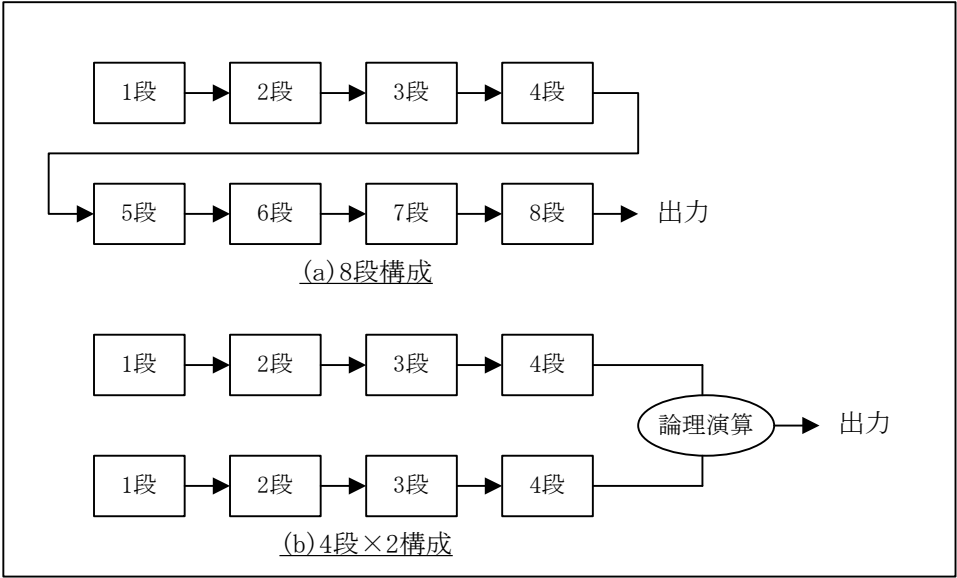 1段 2段 3段 4段
5段 6段 7段 8段 出力
(a)8段構成
1段 2段 3段 4段
論理演算 出力
1段 2段 3段 4段
(b)4段×2構成